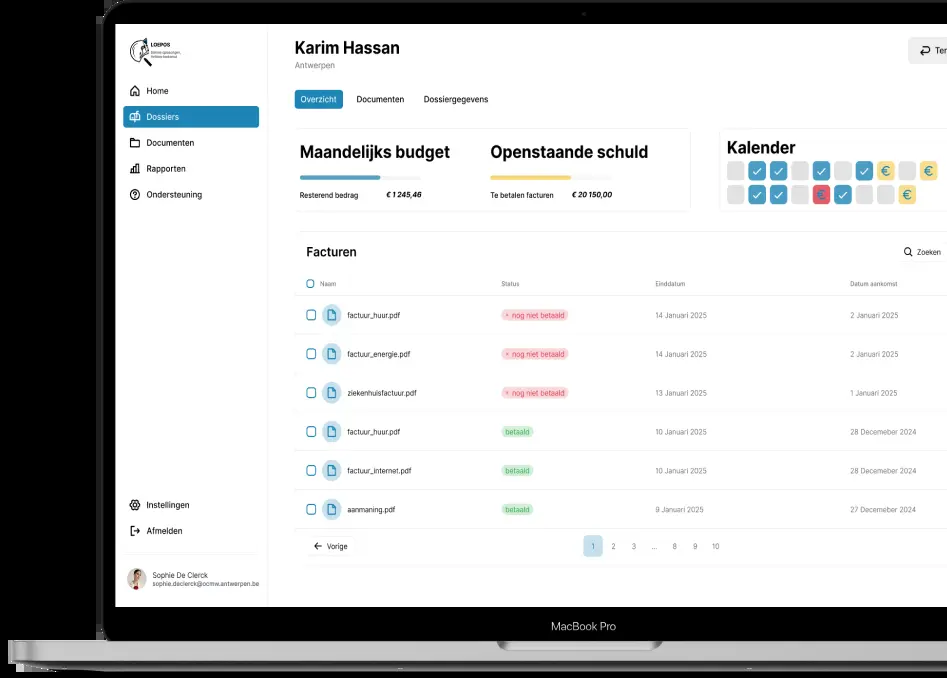 LOEPOS
Home
Dossiers
Documenten
Rapporten
Ondersteuning
Instellingen
Afmelden
Sophie De Clerck
sophie.declerck@ocmw.antwerpen.be
Karim Hassan
Antwerpen
Ter
Overzicht Documenten Dossiergegevens
Maandelijks budget
Resterend bedrag € 1 245,46
Openstaande schuld
Te betalen facturen € 20 150,00
Kalender
€ €
€ €
Facturen
Zoeken
Naam Status Einddatum Datum aankomst
factuur_huur.pdf nog niet betaald 14 Januari 2025 2 Januari 2025
factuur_energie.pdf nog niet betaald 14 Januari 2025 2 Januari 2025
ziekenhuisfactuur.pdf nog niet betaald 13 Januari 2025 1 Januari 2025
factuur_huur.pdf betaald 10 Januari 2025 28 Decemeber 2024
factuur_internet.pdf betaald 10 Januari 2025 28 Decemeber 2024
aanmaning.pdf betaald 9 Januari 2025 27 Decemeber 2024
Vorige 1 2 3 ... 8 9 10
MacBook Pro